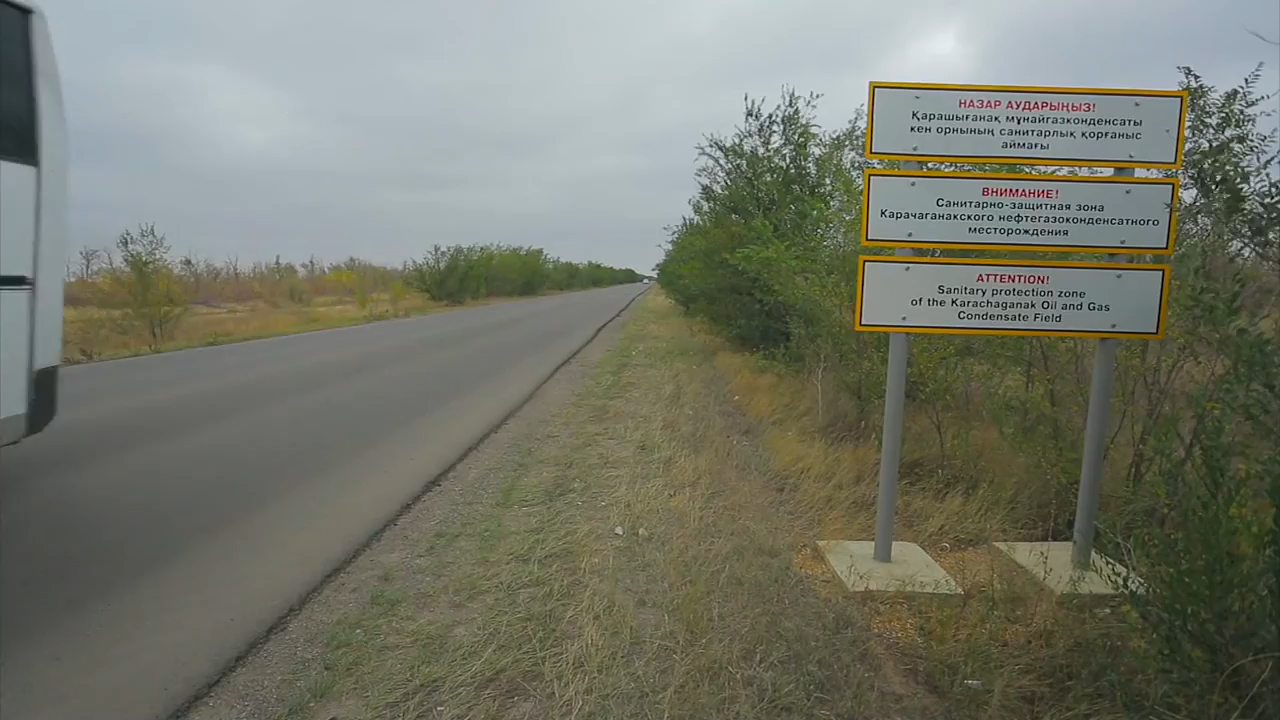 НАЗАР АУДАРЫҢЫЗ!
Қарашығанақ мұнайгазконденсаты
кен орнының санитарлық қорғаныс
аймағы
ВНИМАНИЕ!
Санитарно-защитная зона
Карачаганакского нефтегазоконденсатного
месторождения
ATTENTION!
Sanitary protection zone
of the Karachaganak Oil and Gas
Condensate Field